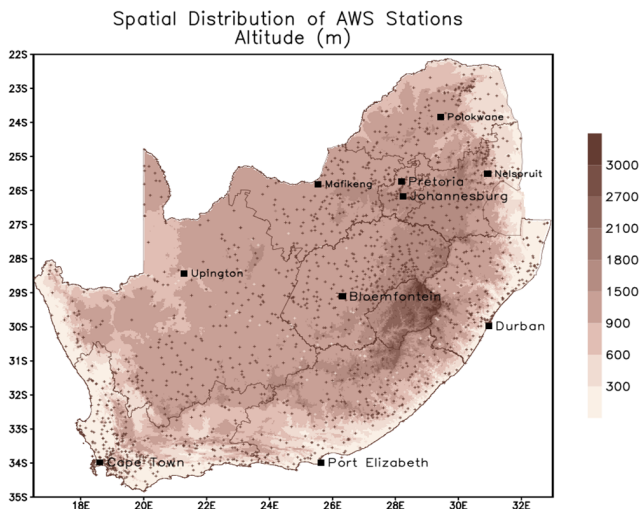 Spatial Distribution of AWS Stations
Altitude (m)
22S
23S
24S
25S
26S
27S
28S
29S
30S
31S
32S
33S
34S
35S
Polokwane
Nelspruit
Mafikeng
Pretoria
Johannesburg
Upington
Bloemfontein
Durban
Cape Town
Port Elizabeth
18E 20E 22E 24E 26E 28E 30E 32E
3000
2700
2100
1800
1500
900
600
300